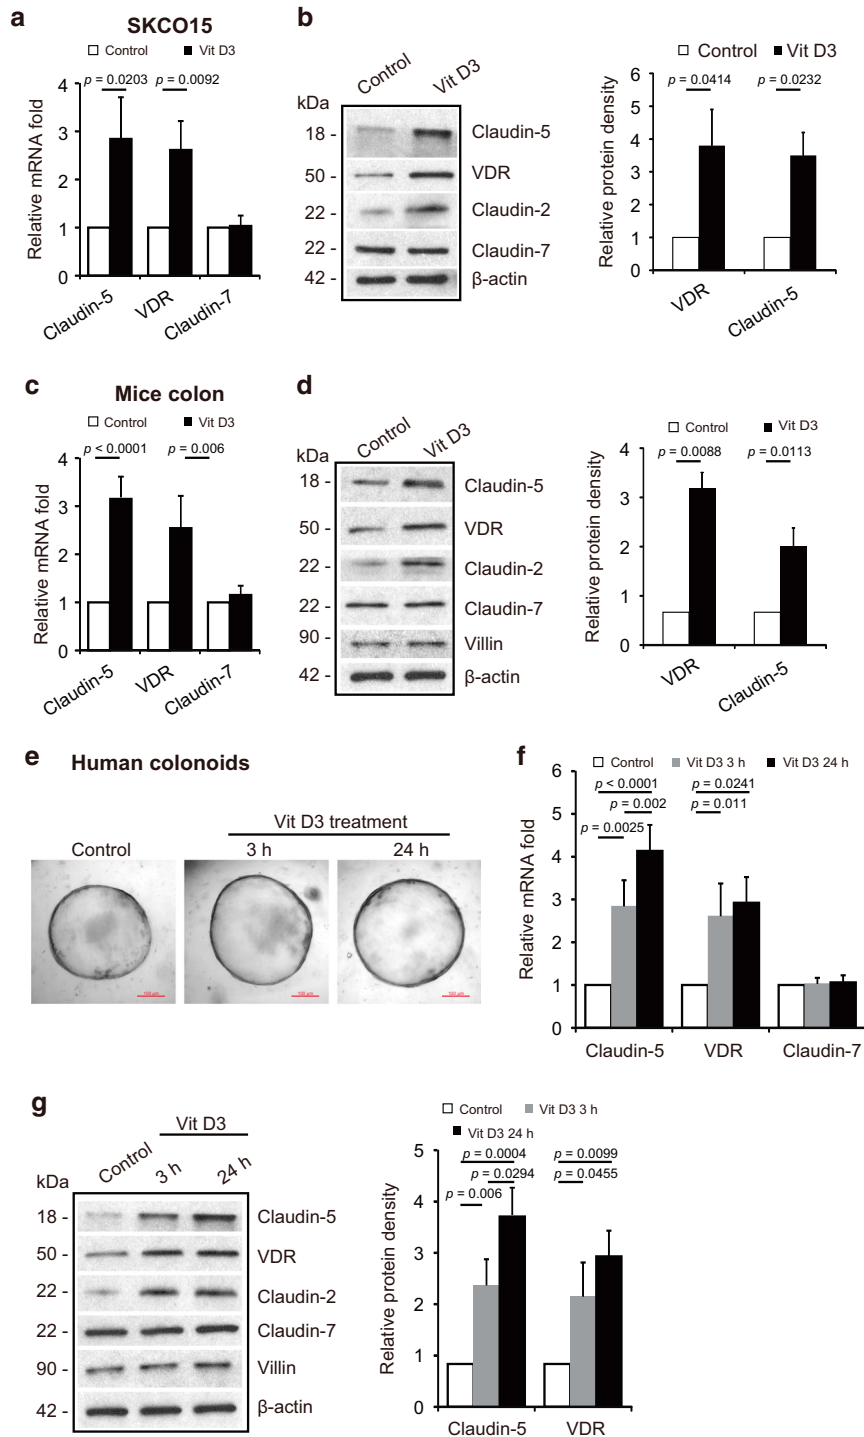 a
SKCO15
Control Vit D3
p = 0.0203 p = 0.0092
Relative mRNA fold
4
3
2
1
0
Claudin-5 VDR Claudin-7
b
Control Vit D3
kDa
18 - Claudin-5
50 - VDR
22 - Claudin-2
22 - Claudin-7
42 - β-actin
Control Vit D3
p = 0.0414 p = 0.0232
Relative protein density
6
5
4
3
2
1
0
VDR Claudin-5
c
Mice colon
Control Vit D3
p < 0.0001 p = 0.006
Relative mRNA fold
4
3
2
1
0
Claudin-5 VDR Claudin-7
d
Control Vit D3
kDa
18 - Claudin-5
50 - VDR
22 - Claudin-2
22 - Claudin-7
90 - Villin
42 - β-actin
Control Vit D3
p = 0.0088 p = 0.0113
Relative protein density
4
3
2
1
0
VDR Claudin-5
e
Human colonoids
Vit D3 treatment
Control 3 h 24 h
f
Control Vit D3 3 h Vit D3 24 h
p < 0.0001 p = 0.0241
p = 0.002 p = 0.011
p = 0.0025
Relative mRNA fold
6
5
4
3
2
1
0
Claudin-5 VDR Claudin-7
g
Vit D3
Control 3 h 24 h
kDa
18 - Claudin-5
50 - VDR
22 - Claudin-2
22 - Claudin-7
90 - Villin
42 - β-actin
Control Vit D3 3 h
Vit D3 24 h
p = 0.0004 p = 0.0099
p = 0.0294 p = 0.0455
p = 0.006
Relative protein density
5
4
3
2
1
0
Claudin-5 VDR